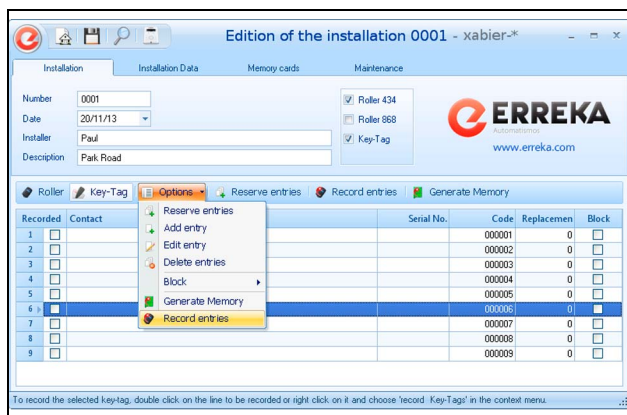 Edition of the installation 0001 - xabier-*
Installation Installation Data Memory cards Maintenance
Number 0001
Date 20/11/13
Installer Paul
Description Park Road
Roller 434
Roller 868
Key-Tag
ERREKA
Automatismos
www.erreka.com
Roller Key-Tag Options Reserve entries Record entries Generate Memory
Recorded Contact Serial No. Code Replacemen Block
Reserve entries
Add entry
Edit entry
Delete entries
Block
Generate Memory
Record entries
1 000001 0
2 000002 0
3 000003 0
4 000004 0
5 000005 0
6 000006 0
7 000007 0
8 000008 0
9 000009 0
To record the selected key-tag, double click on the line to be recorded or right click on it and choose 'record Key-Tags' in the context menu.